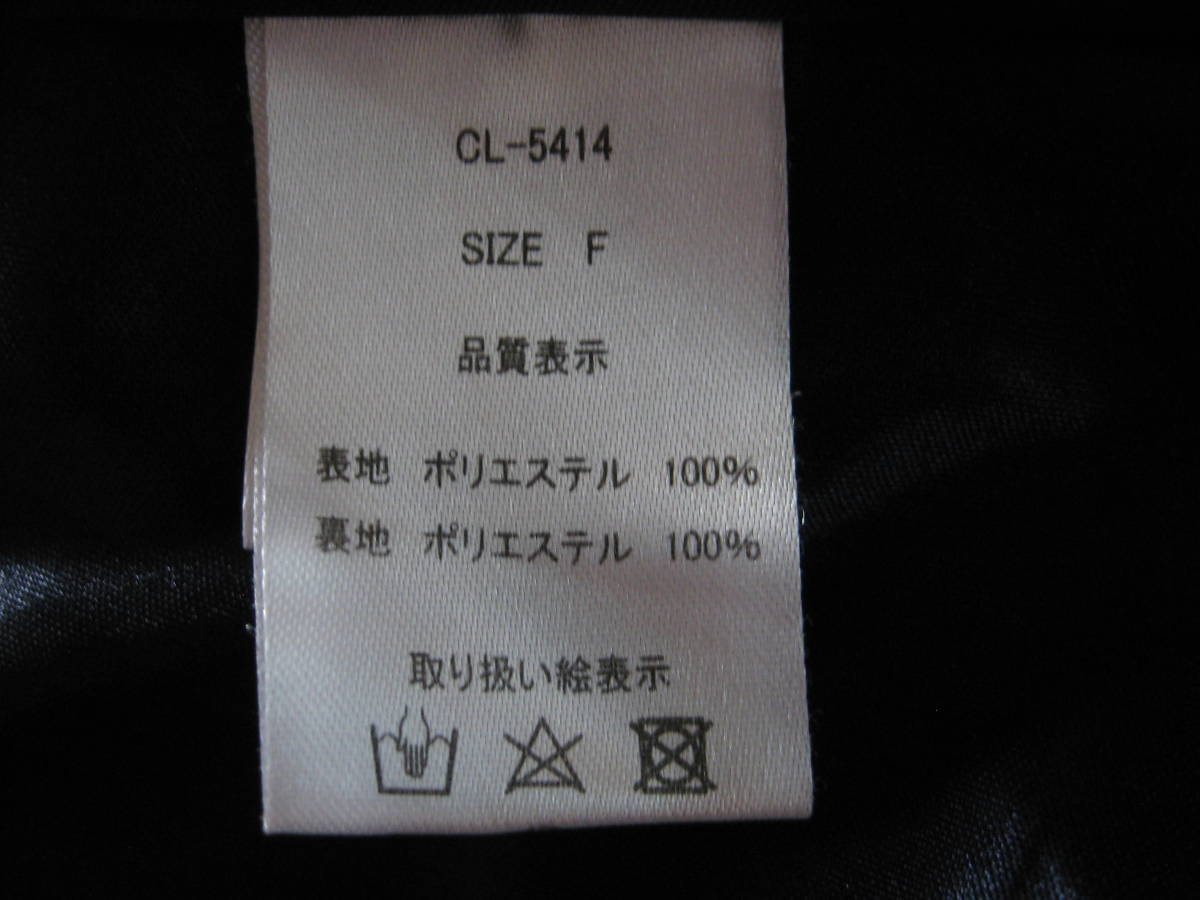 CL-5414
SIZE F
品質表示
表地 ポリエステル 100%
裏地 ポリエステル 100%
取り扱い絵表示